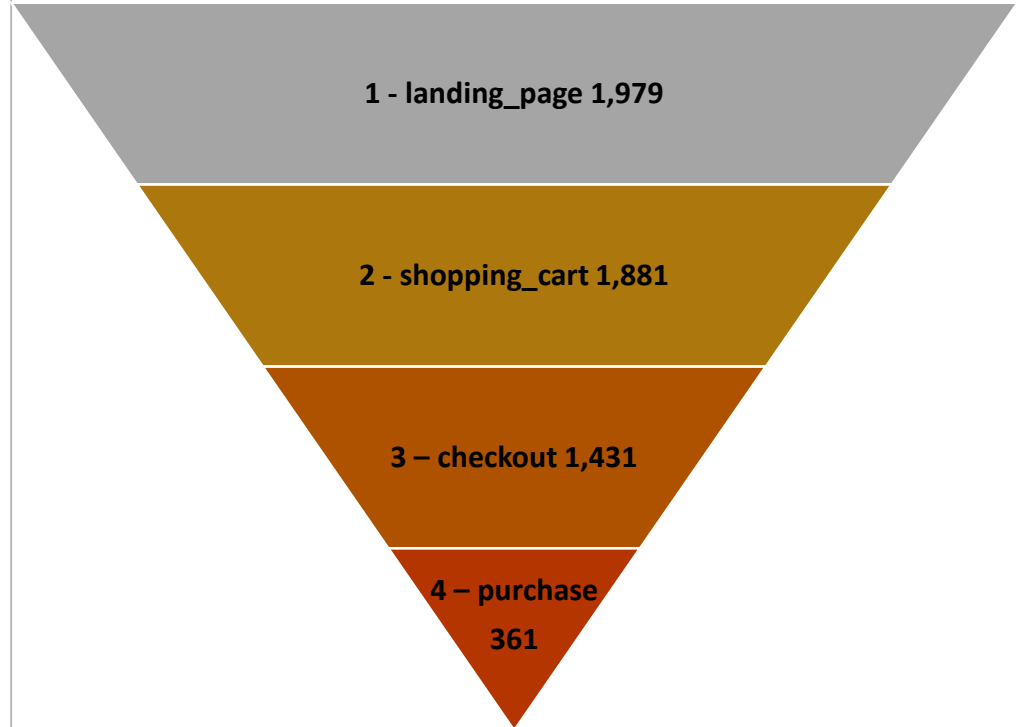 1 - landing_page 1,979
2 - shopping_cart 1,881
3 – checkout 1,431
4 – purchase
361